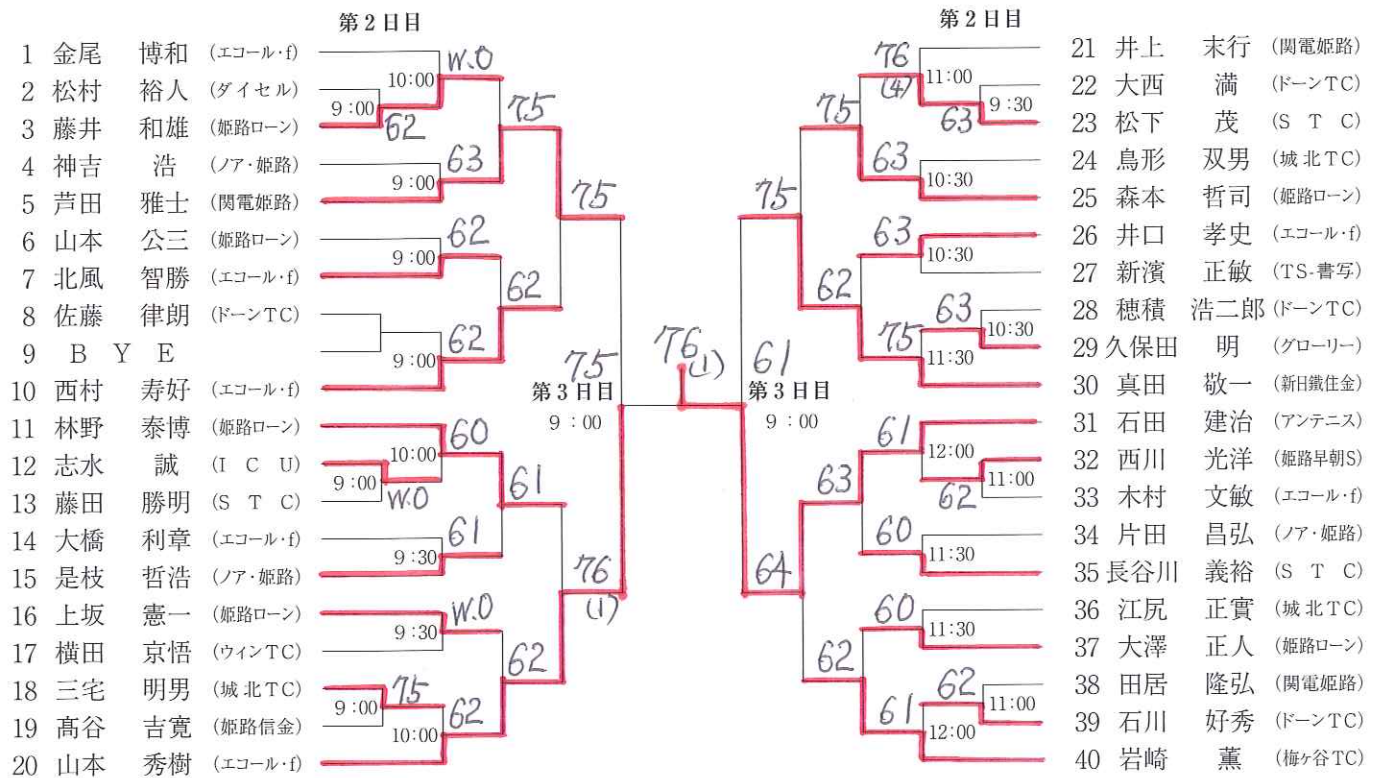 第2日目
1 金尾 博和 (エコール・f)
10:00 W.O
2 松村 裕人 (ダイセル)
9:00 75
3 藤井 和雄 (姫路ローン)
62
4 神吉 浩 (ノア・姫路)
9:00 63
5 芦田 雅士 (関電姫路)
75
6 山本 公三 (姫路ローン)
9:00 62
7 北風 智勝 (エコール・f)
62
8 佐藤 律朗 (ドーンTC)
9 BYE
9:00 62
10 西村 寿好 (エコール・f)
75
第3日目
9:00
11 林野 泰博 (姫路ローン)
10:00 60
12 志水 誠 (ICU)
9:00 W.O
13 藤田 勝明 (STC)
61
14 大橋 利章 (エコール・f)
9:30 61
15 是枝 哲浩 (ノア・姫路)
76
(1)
16 上坂 憲一 (姫路ローン)
9:30 W.O
17 横田 京悟 (ウィンTC)
62
18 三宅 明男 (城北TC)
9:00 75
19 髙谷 吉寛 (姫路信金)
10:00 62
20 山本 秀樹 (エコール・f)
76
(1)
第2日目
21 井上 末行 (関電姫路)
76
(4)
11:00
22 大西 満 (ドーンTC)
9:30
75
63
23 松下 茂 (STC)
24 鳥形 双男 (城北TC)
63
10:30
25 森本 哲司 (姫路ローン)
75
26 井口 孝史 (エコール・f)
63
10:30
27 新濱 正敏 (TS-書写)
62
28 穂積 浩二郎 (ドーンTC)
63
10:30
29 久保田 明 (グローリー)
75
11:30
30 真田 敬一 (新日鐵住金)
61
第3日目
9:00
31 石田 建治 (アンテニス)
61
12:00
32 西川 光洋 (姫路早朝S)
11:00
63
62
33 木村 文敏 (エコール・f)
34 片田 昌弘 (ノア・姫路)
60
11:30
35 長谷川 義裕 (STC)
64
36 江尻 正實 (城北TC)
60
11:30
37 大澤 正人 (姫路ローン)
62
38 田居 隆弘 (関電姫路)
62
11:00
39 石川 好秀 (ドーンTC)
61
12:00
40 岩崎 薫 (梅ヶ谷TC)